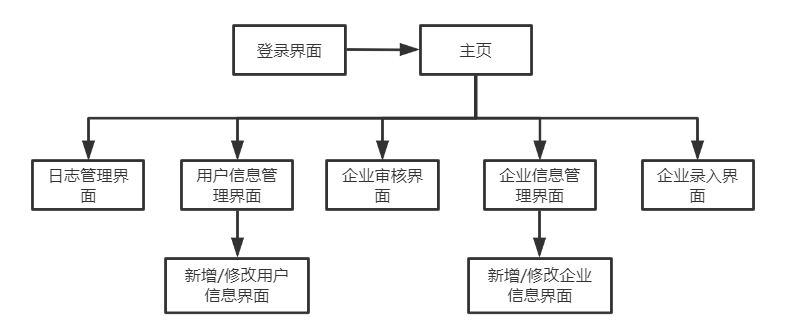 登录界面
主页
日志管理界
面
用户信息管
理界面
企业审核界
面
企业信息管
理界面
企业录入界
面
新增/修改用户
信息界面
新增/修改企业
信息界面